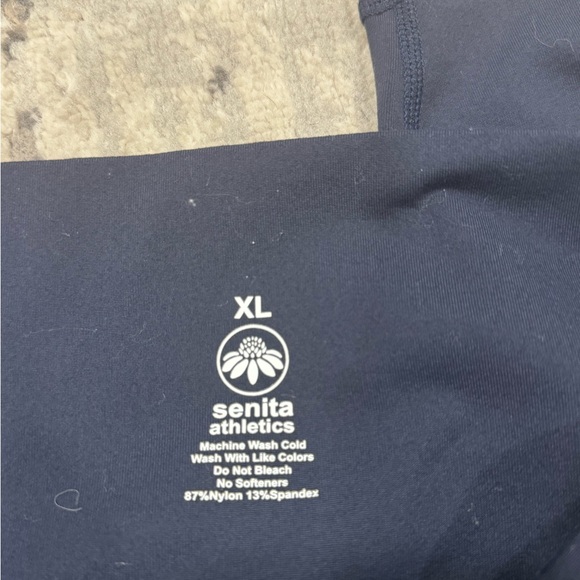 XL
senita
athletics
Machine Wash Cold
Wash With Like Colors
Do Not Bleach
No Softeners
87%Nylon 13%Spandex